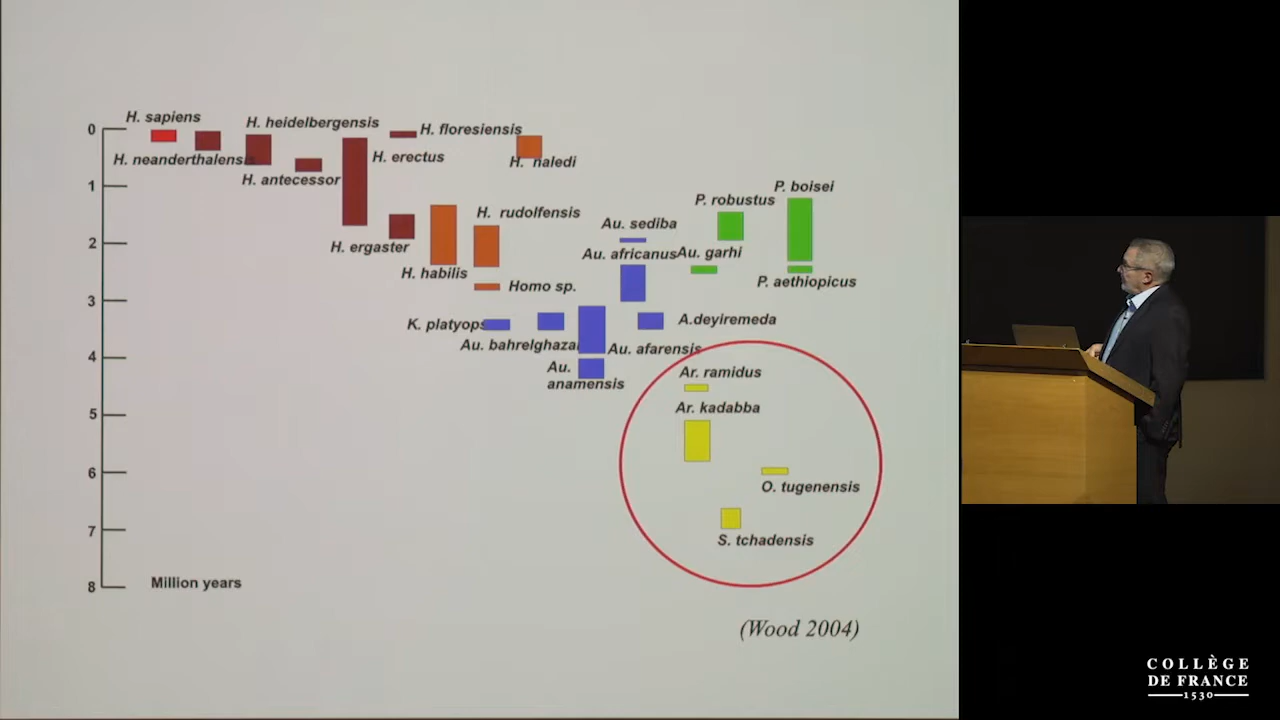 H. sapiens
H. heidelbergensis
H. floresiensis
H. neanderthalensis
H. erectus
H. naledi
H. antecessor
P. boisei
P. robustus
H. rudolfensis
Au. sediba
H. ergaster
Au. africanus
Au. garhi
H. habilis
P. aethiopicus
Homo sp.
K. platyops
A.deyiremeda
Au. bahrelghaza
Au. afarensis
Au.
anamensis
Ar. ramidus
Ar. kadabba
O. tugenensis
S. tchadensis
0
1
2
3
4
5
6
7
8
Million years
(Wood 2004)
COLLÈGE
DE FRANCE
1530